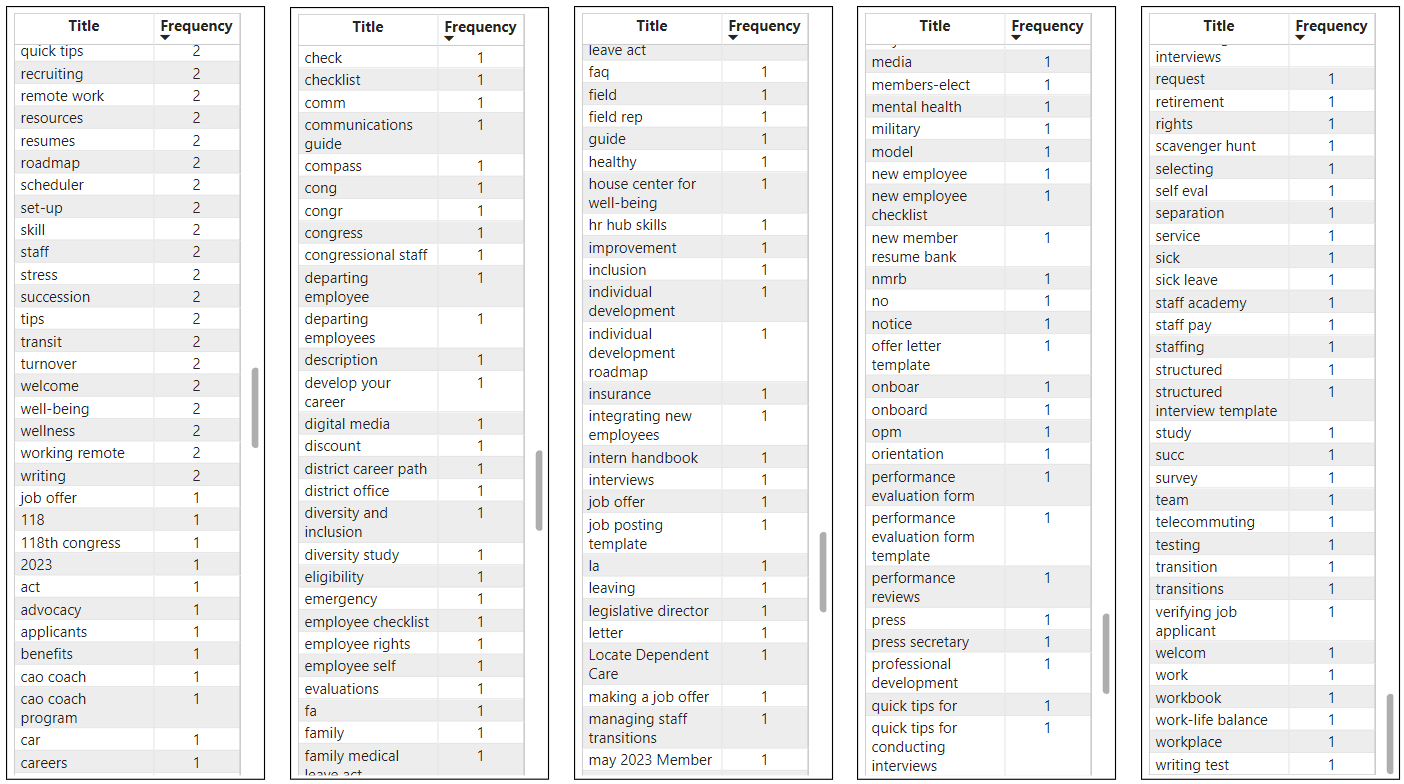 Title Frequency
quick tips 2
recruiting 2
remote work 2
resources 2
resumes 2
roadmap 2
scheduler 2
set-up 2
skill 2
staff 2
stress 2
succession 2
tips 2
transit 2
turnover 2
welcome 2
well-being 2
wellness 2
working remote 2
writing 2
job offer 1
118 1
118th congress 1
2023 1
act 1
advocacy 1
applicants 1
benefits 1
cao coach 1
cao coach 1
program
car 1
careers 1
Title Frequency
check 1
checklist 1
comm 1
communications 1
guide
compass 1
cong 1
congr 1
congress 1
congressional staff 1
departing 1
employee
departing 1
employees
description 1
develop your 1
career
digital media 1
discount 1
district career path 1
district office 1
diversity and 1
inclusion
diversity study 1
eligibility 1
emergency 1
employee checklist 1
employee rights 1
employee self 1
evaluations 1
fa 1
family 1
family medical 1
leave act
Title Frequency
leave act
faq 1
field 1
field rep 1
guide 1
healthy 1
house center for 1
well-being
hr hub skills 1
improvement 1
inclusion 1
individual 1
development
individual 1
development
roadmap
insurance 1
integrating new 1
employees
intern handbook 1
interviews 1
job offer 1
job posting 1
template
la 1
leaving 1
legislative director 1
letter 1
Locate Dependent 1
Care
making a job offer 1
managing staff 1
transitions
may 2023 Member 1
Title Frequency
media 1
members-elect 1
mental health 1
military 1
model 1
new employee 1
new employee 1
checklist
new member 1
resume bank
nmrb 1
no 1
notice 1
offer letter 1
template
onboar 1
onboard 1
opm 1
orientation 1
performance 1
evaluation form
performance 1
evaluation form
template
performance 1
reviews
press 1
press secretary 1
professional 1
development
quick tips for 1
quick tips for 1
conducting
interviews
Title Frequency
interviews
request 1
retirement 1
rights 1
scavenger hunt 1
selecting 1
self eval 1
separation 1
service 1
sick 1
sick leave 1
staff academy 1
staff pay 1
staffing 1
structured 1
structured 1
interview template
study 1
succ 1
survey 1
team 1
telecommuting 1
testing 1
transition 1
transitions 1
verifying job 1
applicant
welcom 1
work 1
workbook 1
work-life balance 1
workplace 1
writing test 1